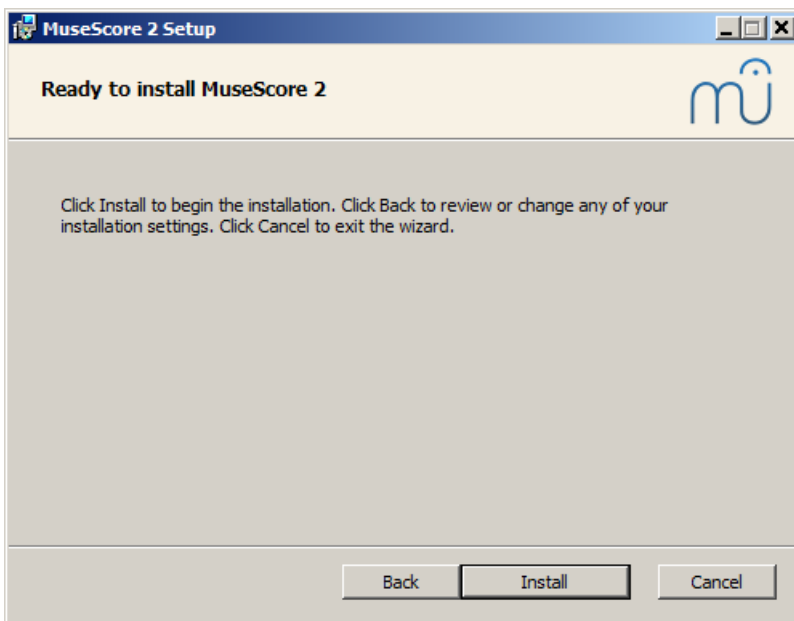 MuseScore 2 Setup
Ready to install MuseScore 2
mu
Click Install to begin the installation. Click Back to review or change any of your
installation settings. Click Cancel to exit the wizard.
Back
Install
Cancel